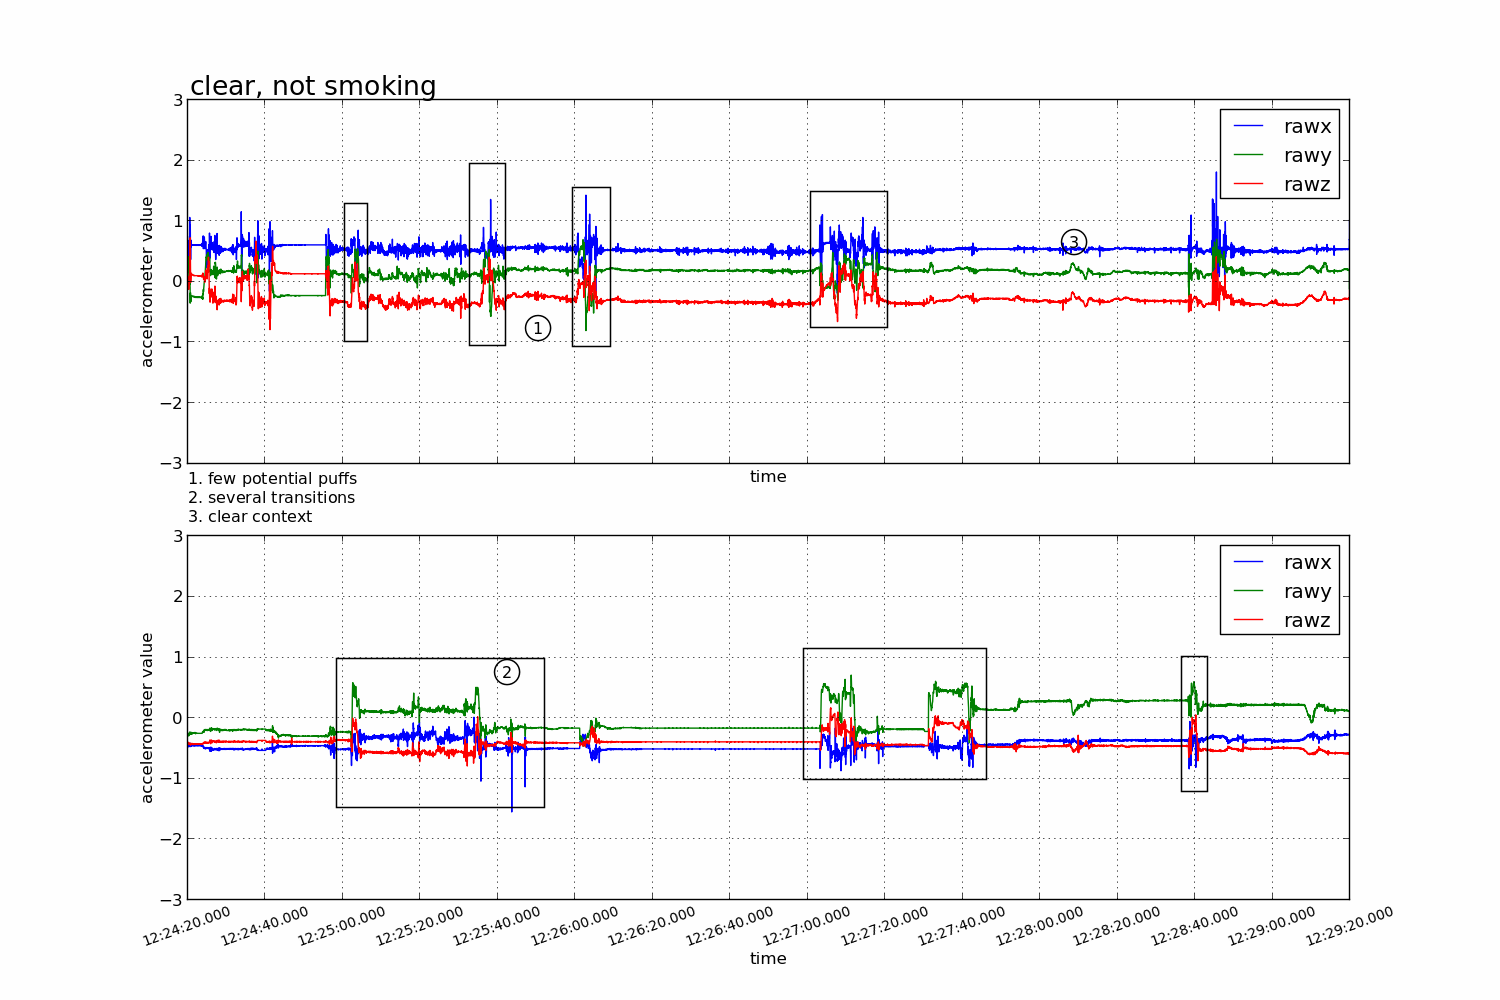 clear, not smoking
3
2
1
0
−1
−2
−3
accelerometer value
rawx
rawy
rawz
1
3
time
1. few potential puffs
2. several transitions
3. clear context
3
2
1
0
−1
−2
−3
accelerometer value
rawx
rawy
rawz
2
12:24:20.000 12:24:40.000 12:25:00.000 12:25:20.000 12:25:40.000 12:26:00.000 12:26:20.000 12:26:40.000 12:27:00.000 12:27:20.000 12:27:40.000 12:28:00.000 12:28:20.000 12:28:40.000 12:29:00.000 12:29:20.000
time